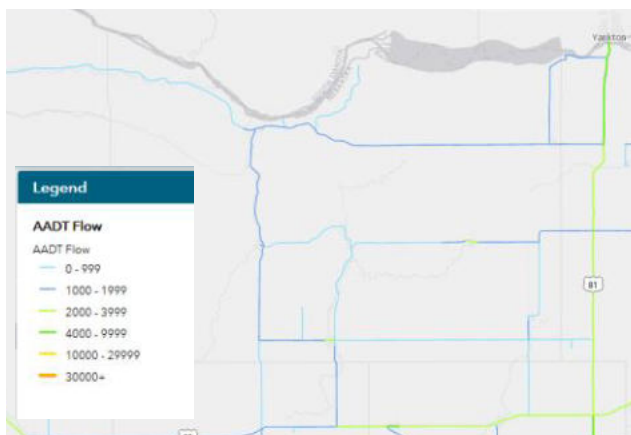 Yankton
Legend
AADT Flow
AADT Flow
0 - 999
1000 - 1999
2000 - 3999
4000 - 9999
10000 - 29999
30000+
81